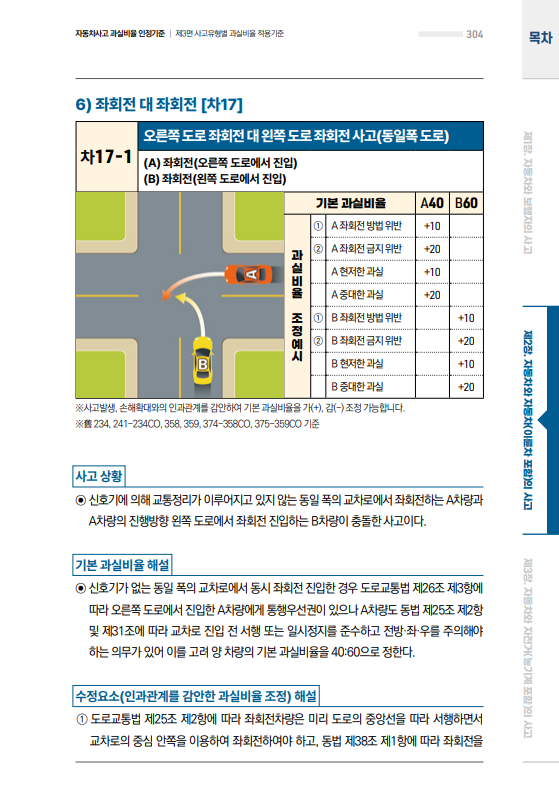 자동차사고 과실비율 인정기준 | 제3편 사고유형별 과실비율 적용기준
304
목차
6) 좌회전 대 좌회전 [차17]
차17-1
오른쪽 도로 좌회전 대 왼쪽 도로 좌회전 사고(동일폭 도로)
(A) 좌회전(오른쪽 도로에서 진입)
(B) 좌회전(왼쪽 도로에서 진입)
A
B
과실비율 조정예시
기본 과실비율 A40 B60
① A 좌회전 방법 위반 +10
② A 좌회전 금지 위반 +20
A 현저한 과실 +10
A 중대한 과실 +20
① B 좌회전 방법 위반 +10
② B 좌회전 금지 위반 +20
B 현저한 과실 +10
B 중대한 과실 +20
※사고발생, 손해확대와의 인과관계를 감안하여 기본 과실비율을 가(+), 감(-) 조정 가능합니다.
※舊 234, 241-234CO, 358, 359, 374-358CO, 375-359CO 기준
사고 상황
◉ 신호기에 의해 교통정리가 이루어지고 있지 않는 동일 폭의 교차로에서 좌회전하는 A차량과
A차량의 진행방향 왼쪽 도로에서 좌회전 진입하는 B차량이 충돌한 사고이다.
기본 과실비율 해설
◉ 신호기가 없는 동일 폭의 교차로에서 동시 좌회전 진입한 경우 도로교통법 제26조 제3항에
따라 오른쪽 도로에서 진입한 A차량에게 통행우선권이 있으나 A차량도 동법 제25조 제2항
및 제31조에 따라 교차로 진입 전 서행 또는 일시정지를 준수하고 전방·좌·우를 주의해야
하는 의무가 있어 이를 고려 양 차량의 기본 과실비율을 40:60으로 정한다.
수정요소(인과관계를 감안한 과실비율 조정) 해설
① 도로교통법 제25조 제2항에 따라 좌회전차량은 미리 도로의 중앙선을 따라 서행하면서
교차로의 중심 안쪽을 이용하여 좌회전하여야 하고, 동법 제38조 제1항에 따라 좌회전을
제1장. 자동차와 보행자의 사고
제2장. 자동차와 자동차(이륜차 포함)의 사고
제3장. 자동차와 자전거(농기계 포함)의 사고